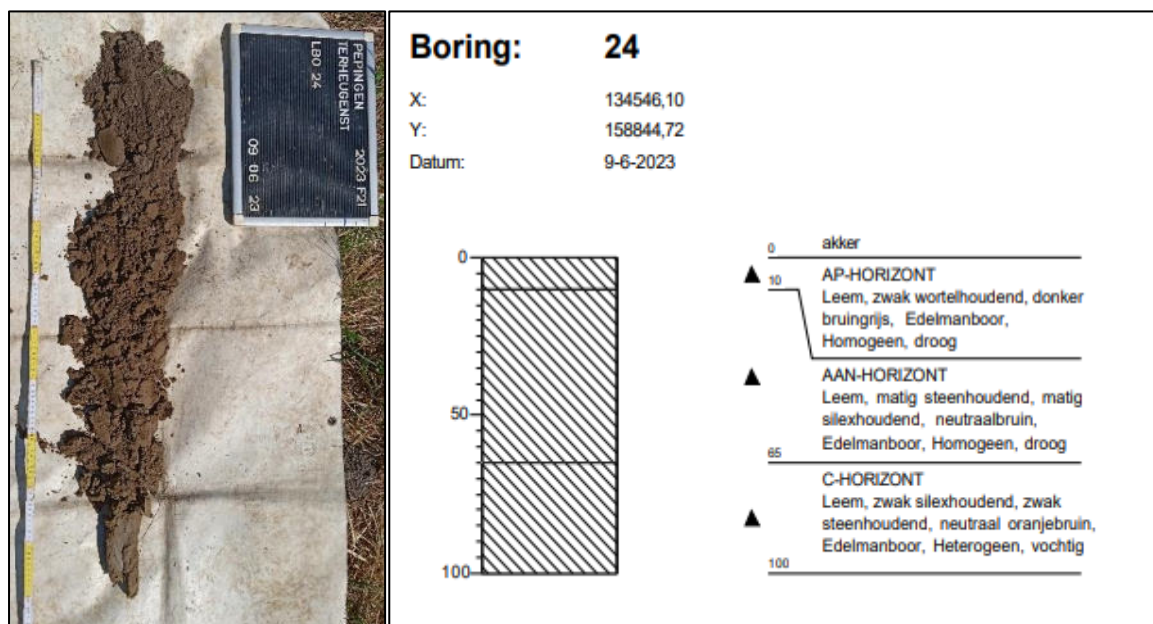 PEPINGEN 2023 F21
TERHEUGENST
LBO 24
09 06 23
Boring: 24
X: 134546,10
Y: 158844,72
Datum: 9-6-2023
0
50
100
0 akker
AP-HORIZONT
10
Leem, zwak wortelhoudend, donker
bruingrijs, Edelmanboor,
Homogeen, droog
AAN-HORIZONT
Leem, matig steenhoudend, matig
silexhoudend, neutraalbruin,
Edelmanboor, Homogeen, droog
65
C-HORIZONT
Leem, zwak silexhoudend, zwak
steenhoudend, neutraal oranjebruin,
Edelmanboor, Heterogeen, vochtig
100